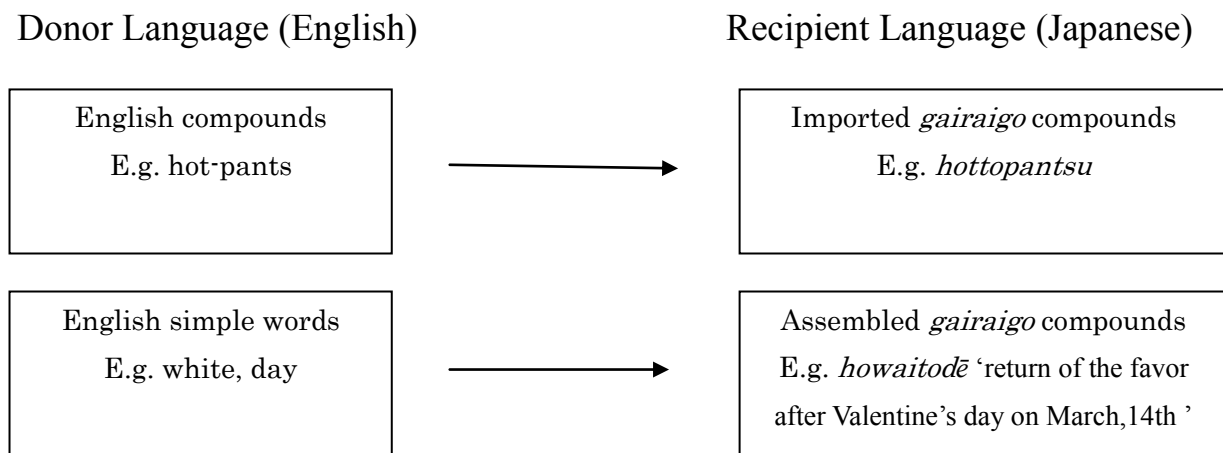 Donor Language (English)
Recipient Language (Japanese)
English compounds
E.g. hot-pants
Imported gairaigo compounds
E.g. hottopantsu
English simple words
E.g. white, day
Assembled gairaigo compounds
E.g. howaitodē ‘return of the favor
after Valentine’s day on March,14th ’